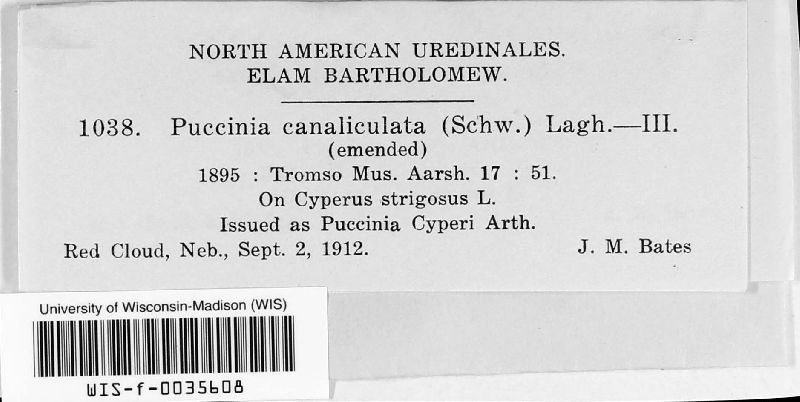 NORTH AMERICAN UREDINALES.
ELAM BARTHOLOMEW.
1038. Puccinia canaliculata (Schw.) Lagh.—III.
(emended)
1895 : Tromso Mus. Aarsh. 17 : 51.
On Cyperus strigosus L.
Issued as Puccinia Cyperi Arth.
Red Cloud, Neb., Sept. 2, 1912. J. M. Bates
University of Wisconsin-Madison (WIS)
WIS-f-0035608